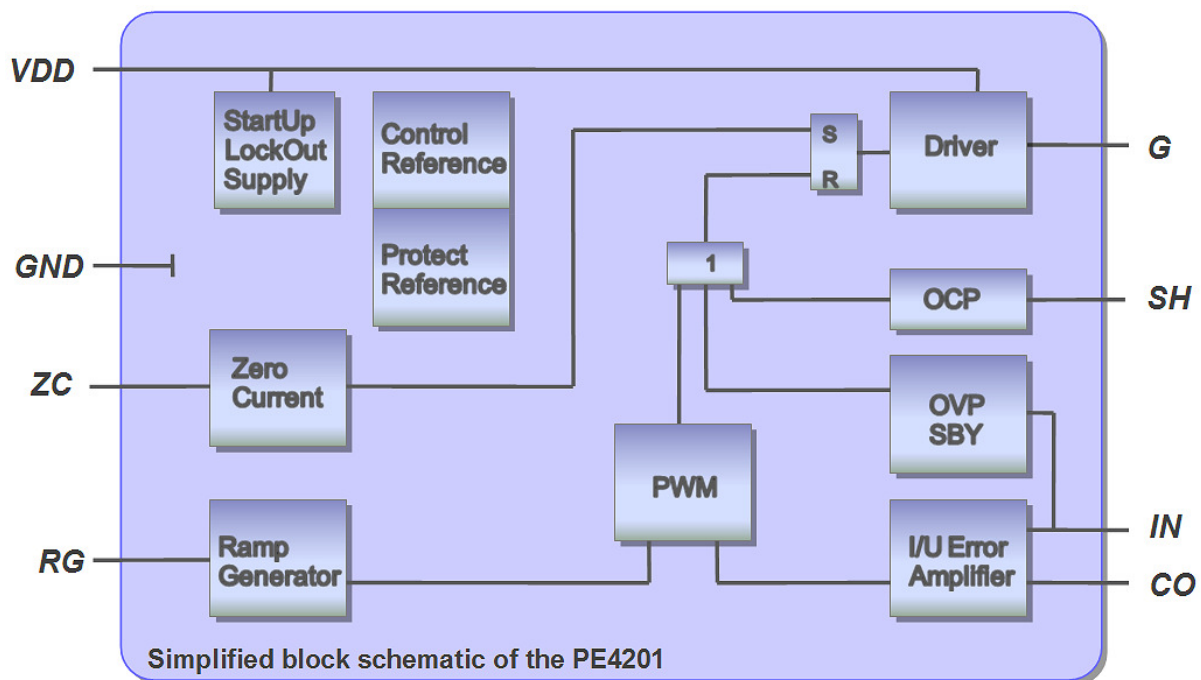 VDD
StartUp
LockOut
Supply
Control
Reference
S
R
Driver
G
GND
Protect
Reference
1
OCP
SH
ZC
Zero
Current
OVP
SBY
PWM
IN
RG
Ramp
Generator
I/U Error
Amplifier
CO
Simplified block schematic of the PE4201